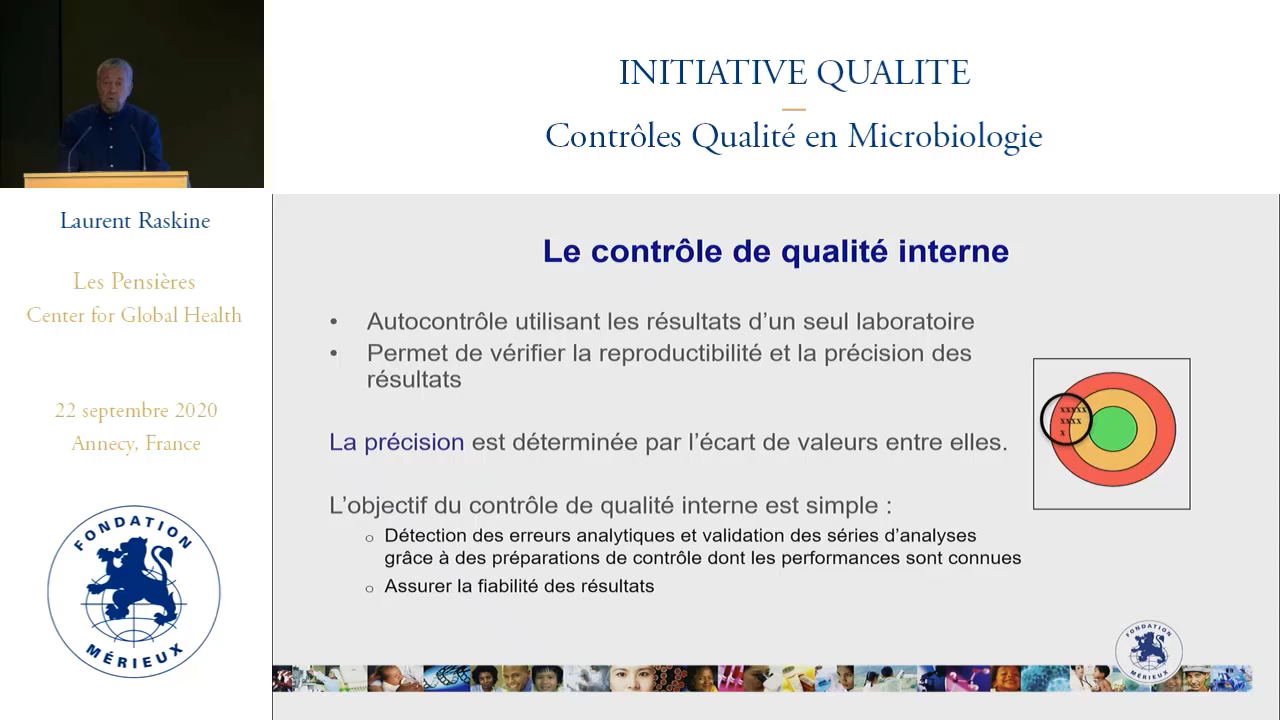 INITIATIVE QUALITE
Contrôles Qualité en Microbiologie
Laurent Raskine
Les Pensières
Center for Global Health
22 septembre 2020
Annecy, France
FONDATION
MÉRIEUX
Le contrôle de qualité interne
• Autocontrôle utilisant les résultats d’un seul laboratoire
• Permet de vérifier la reproductibilité et la précision des
résultats
xxxxx
xxxx
x
La précision est déterminée par l’écart de valeurs entre elles.
L’objectif du contrôle de qualité interne est simple :
o Détection des erreurs analytiques et validation des séries d’analyses
grâce à des préparations de contrôle dont les performances sont connues
o Assurer la fiabilité des résultats
FONDATION
MÉRIEUX